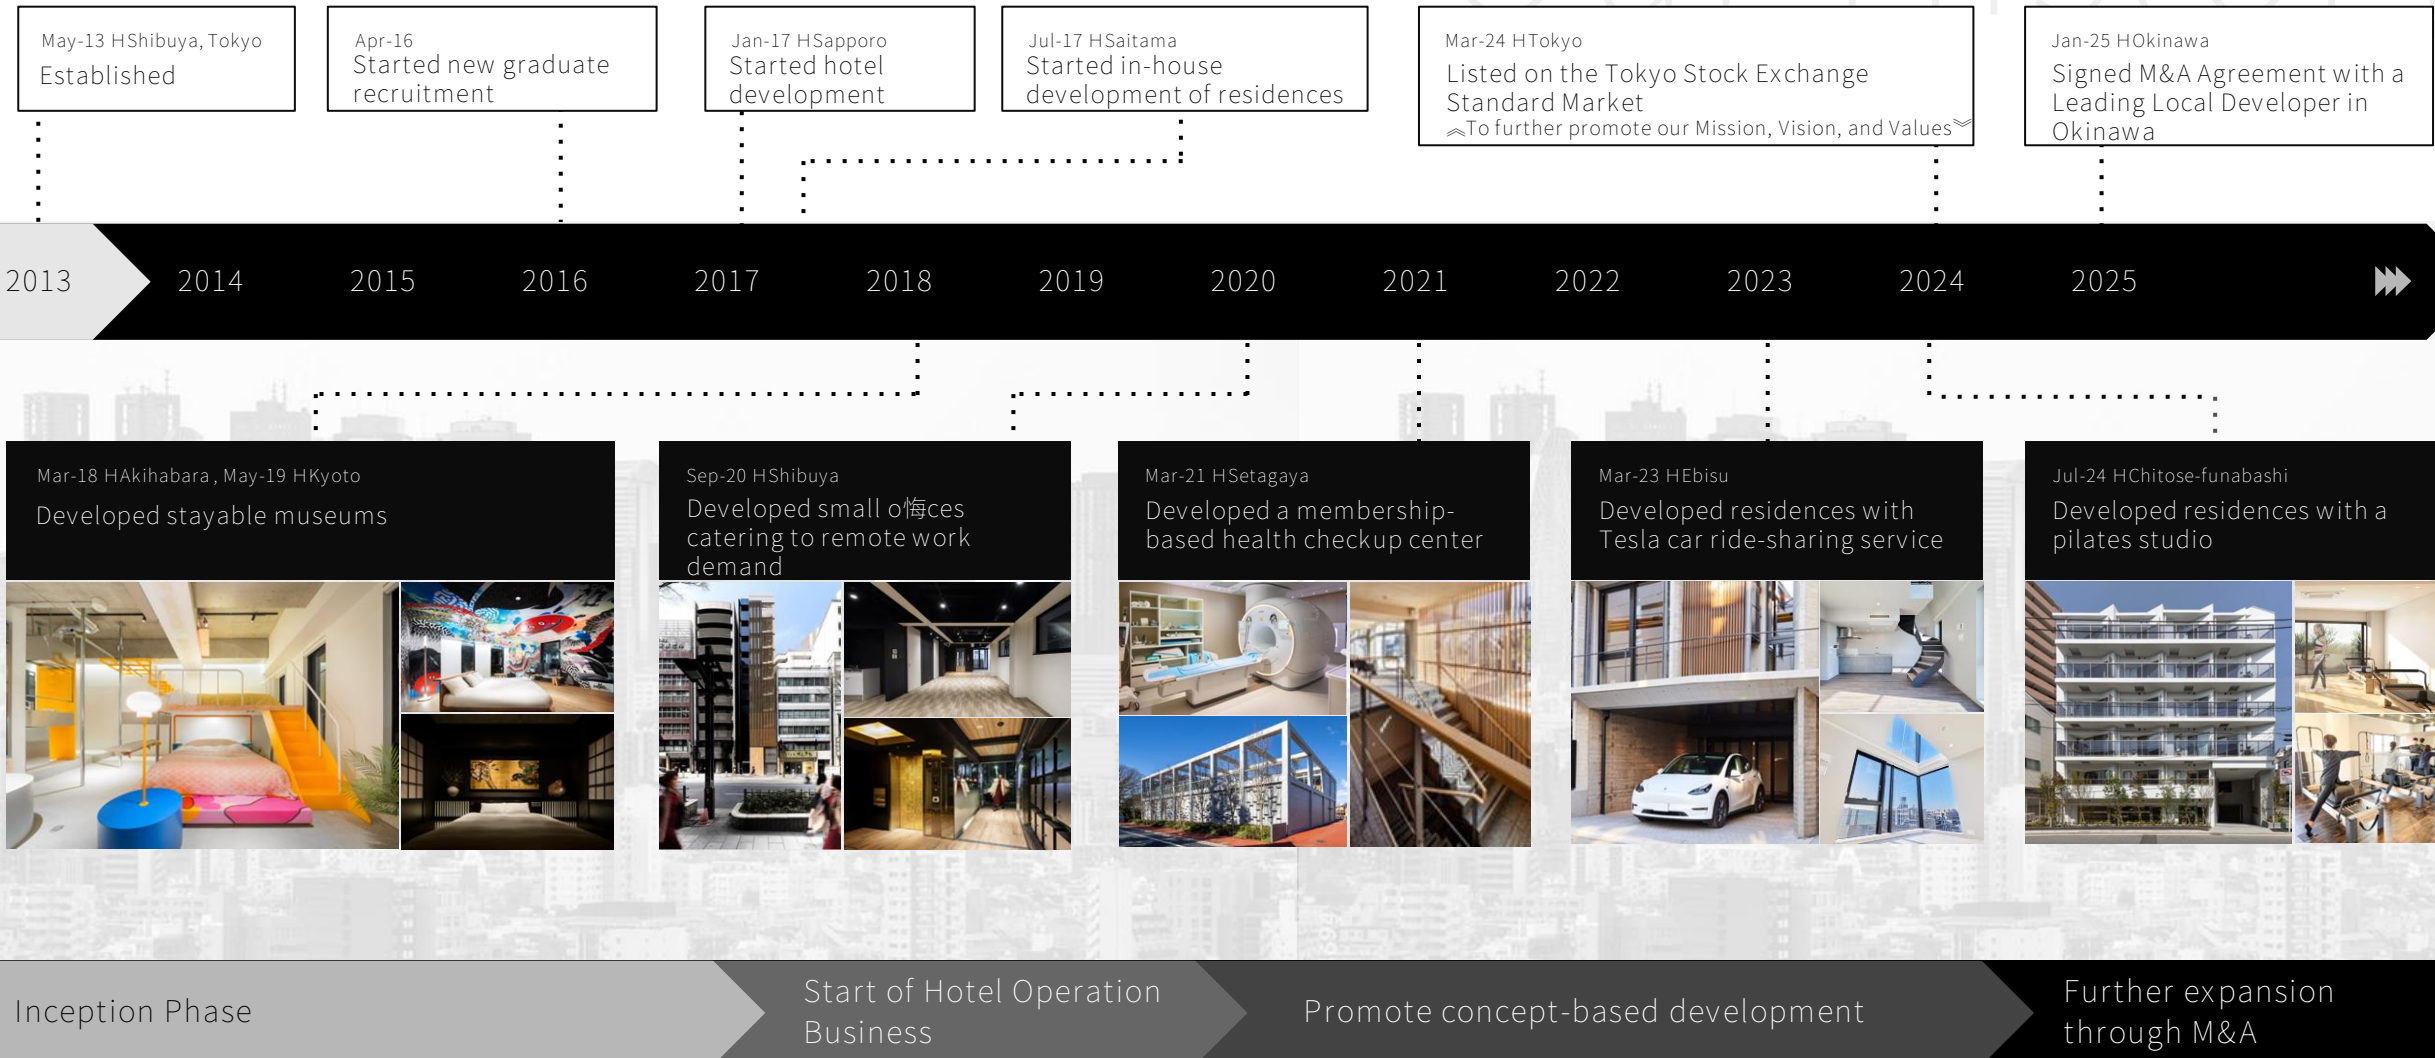 May-13 HShibuya, Tokyo
Established
Apr-16
Started new graduate
recruitment
Jan-17 HSapporo
Started hotel
development
Jul-17 HSaitama
Started in-house
development of residences
Mar-24 HTokyo
Listed on the Tokyo Stock Exchange
Standard Market
︽To further promote our Mission, Vision, and Values︾
Jan-25 HOkinawa
Signed M&A Agreement with a
Leading Local Developer in
Okinawa
2013 2014 2015 2016 2017 2018 2019 2020 2021 2022 2023 2024 2025
Mar-18 HAkihabara, May-19 HKyoto
Developed stayable museums
Sep-20 HShibuya
Developed small o悔ces
catering to remote work
demand
Mar-21 HSetagaya
Developed a membership-
based health checkup center
Mar-23 HEbisu
Developed residences with
Tesla car ride-sharing service
Jul-24 HChitose-funabashi
Developed residences with a
pilates studio
Inception Phase
Start of Hotel Operation
Business
Promote concept-based development
Further expansion
through M&A